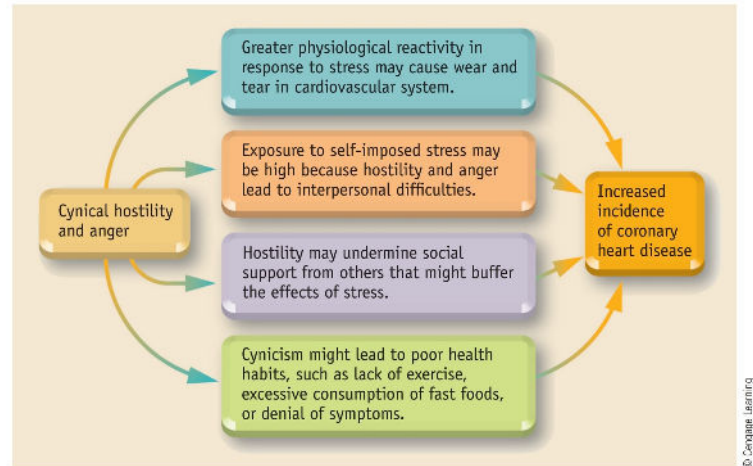 Greater physiological reactivity in
response to stress may cause wear and
tear in cardiovascular system.
Exposure to self-imposed stress may
be high because hostility and anger
lead to interpersonal difficulties.
Cynical hostility
and anger
Increased
incidence
of coronary
heart disease
Hostility may undermine social
support from others that might buffer
the effects of stress.
Cynicism might lead to poor health
habits, such as lack of exercise,
excessive consumption of fast foods,
or denial of symptoms.
© Cengage Learning